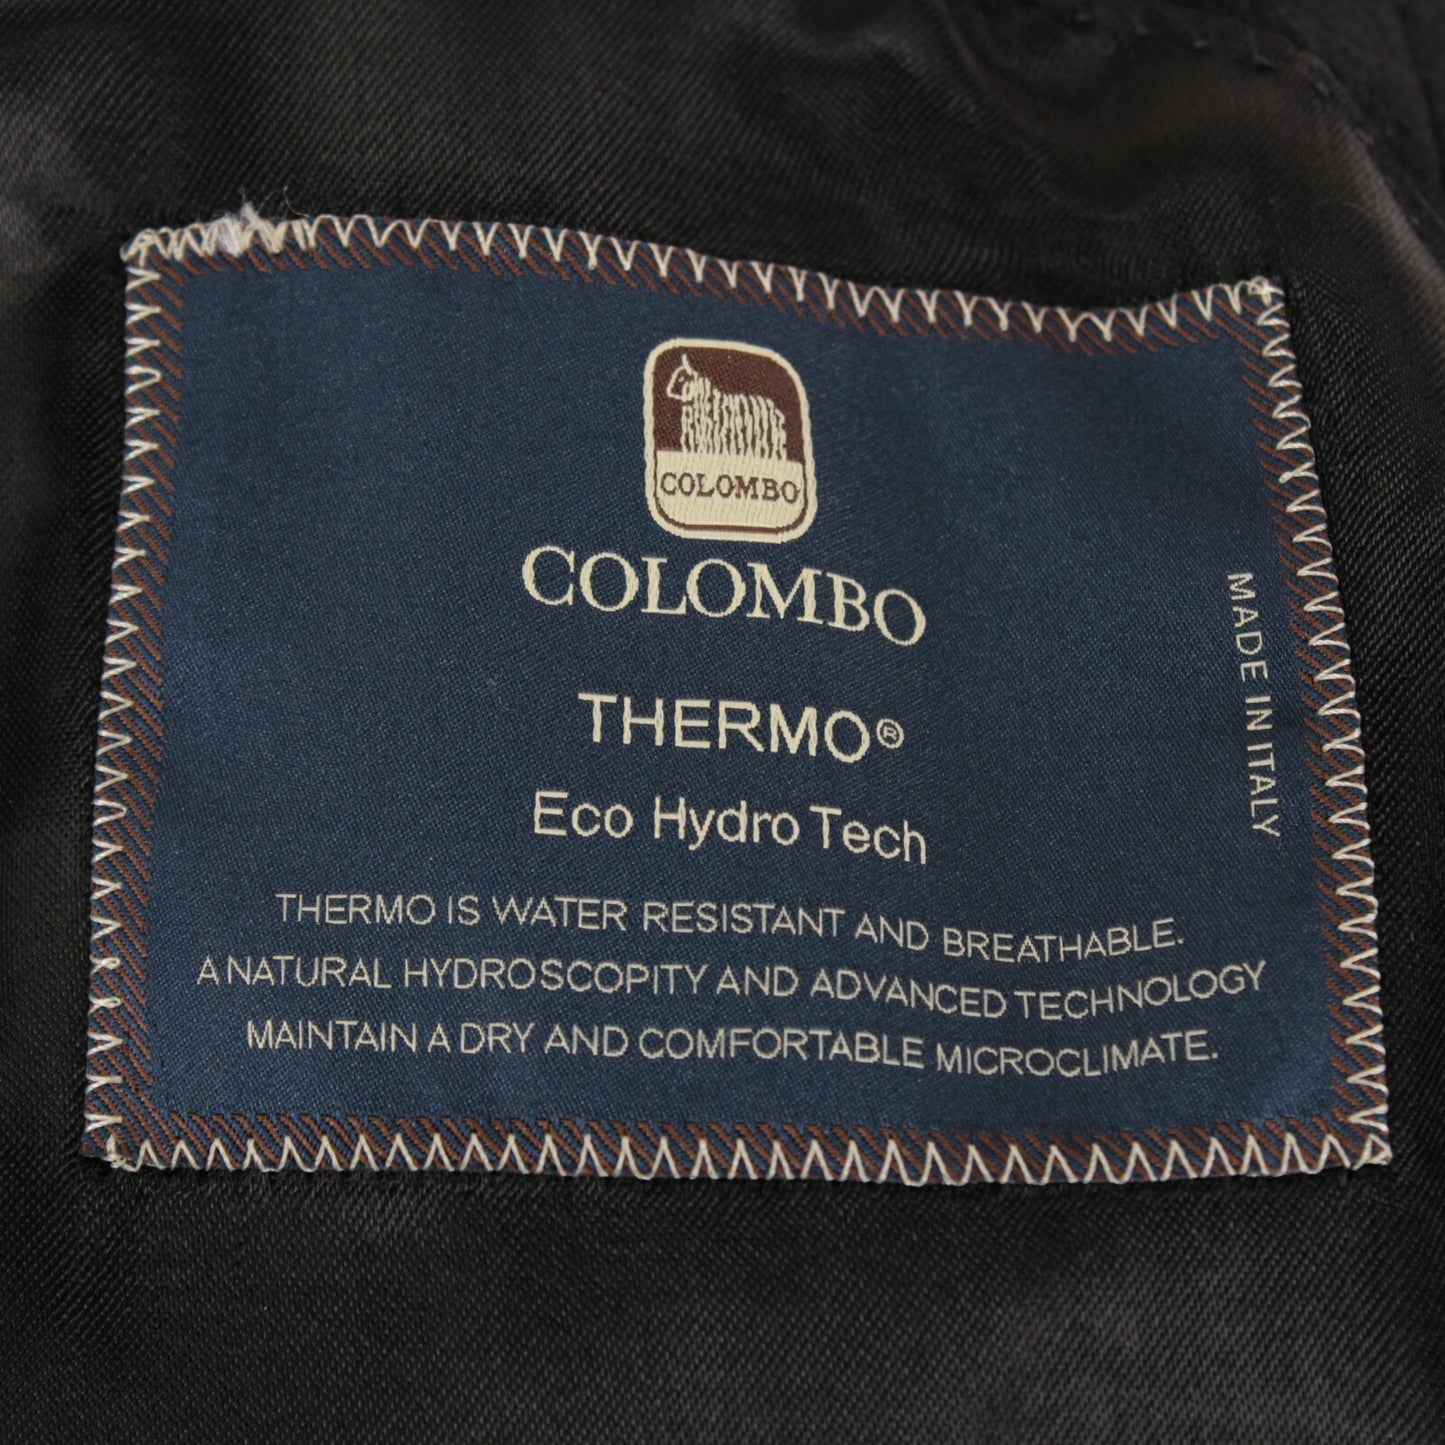 COLOMBO
COLOMBO
THERMO®
Eco Hydro Tech
THERMO IS WATER RESISTANT AND BREATHABLE.
A NATURAL HYDROSCOPITY AND ADVANCED TECHNOLOGY
MAINTAIN A DRY AND COMFORTABLE MICROCLIMATE.
MADE IN ITALY